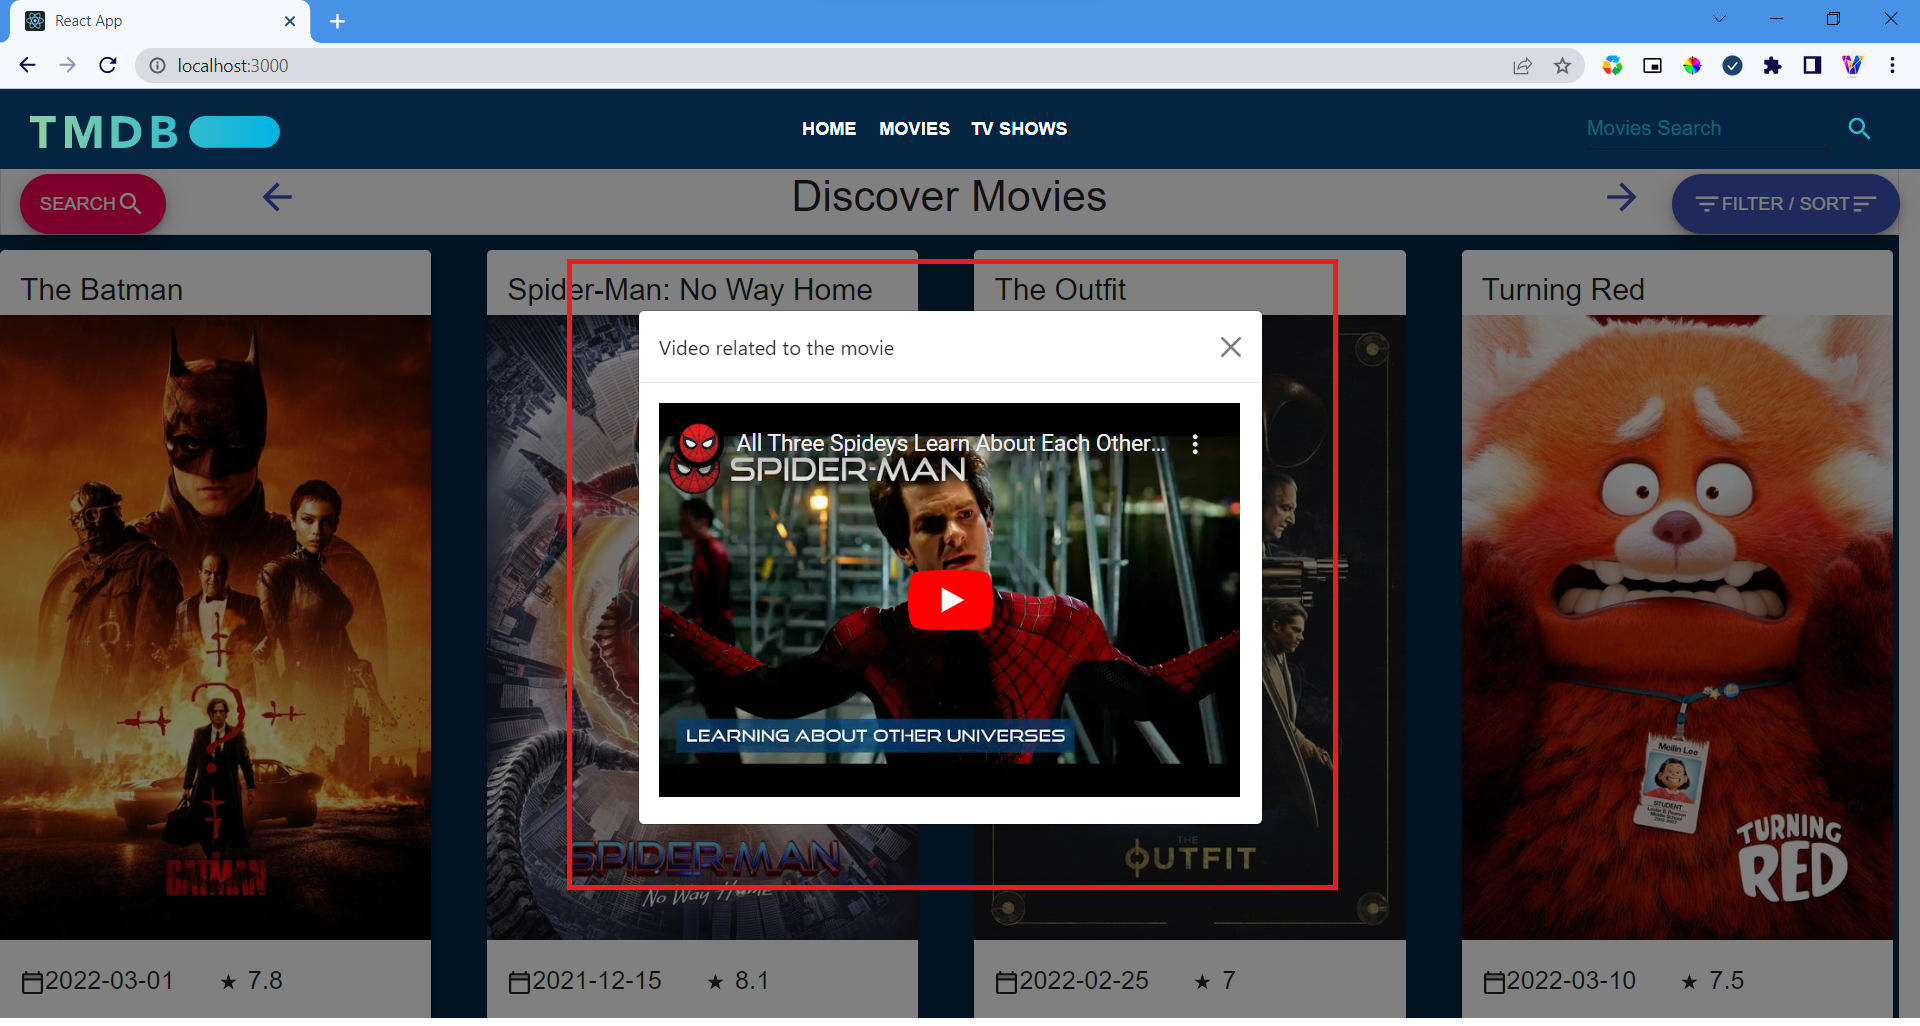 React App
localhost:3000
TMDB
HOME MOVIES TV SHOWS
Movies Search
SEARCH
Discover Movies
FILTER / SORT
The Batman
Spider-Man: No Way Home
The Outfit
Turning Red
Video related to the movie
All Three Spideys Learn About Each Other...
SPIDER-MAN
LEARNING ABOUT OTHER UNIVERSES
BATMAN
SPIDER-MAN
No Way Home
THE
OUTFIT
Meilin Lee
STUDENT
TURNING
RED
2022-03-01 ★ 7.8
2021-12-15 ★ 8.1
2022-02-25 ★ 7
2022-03-10 ★ 7.5